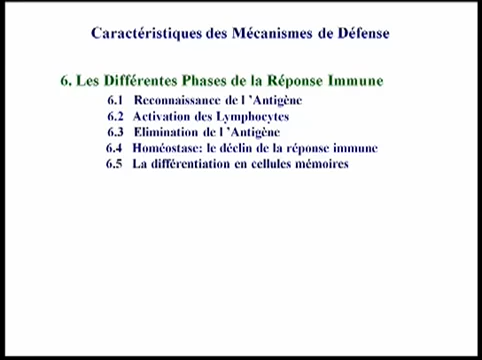 Caractéristiques des Mécanismes de Défense
6. Les Différentes Phases de la Réponse Immune
6.1 Reconnaissance de l 'Antigène
6.2 Activation des Lymphocytes
6.3 Elimination de l 'Antigène
6.4 Homéostase: le déclin de la réponse immune
6.5 La différentiation en cellules mémoires